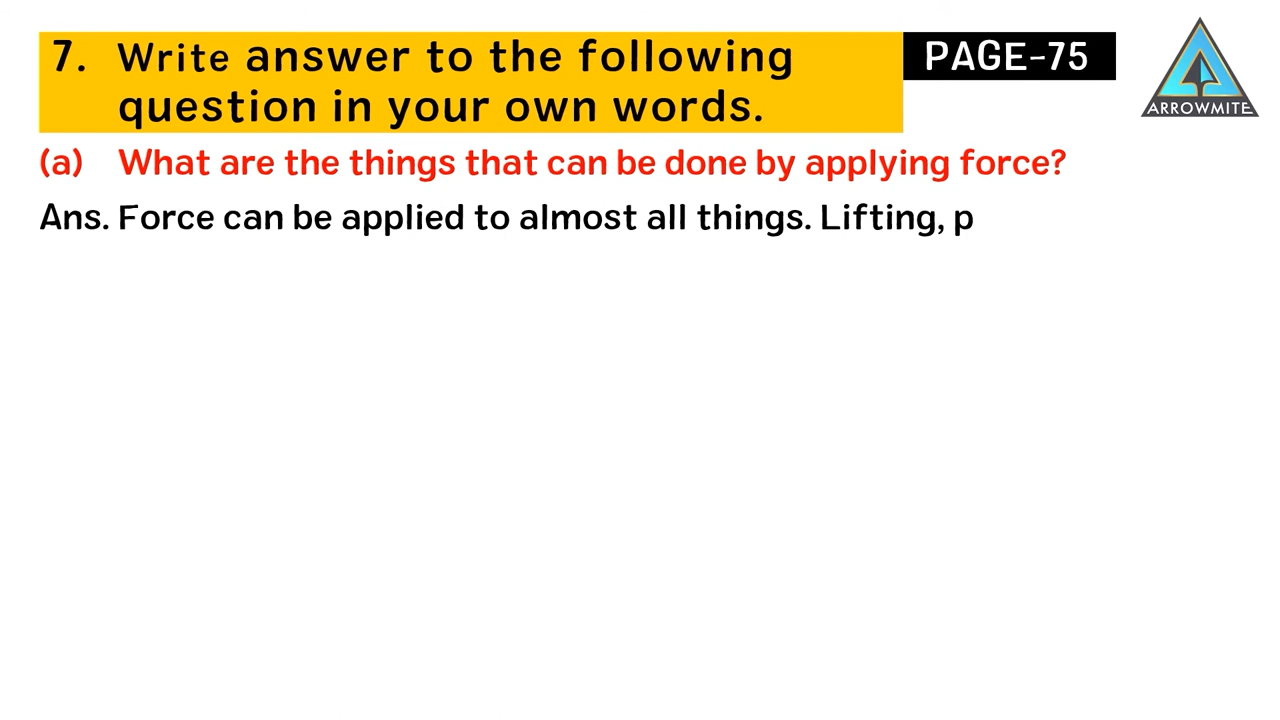 7. Write answer to the following
question in your own words.
PAGE-75
ARROWMITE
(a) What are the things that can be done by applying force?
Ans. Force can be applied to almost all things. Lifting, p